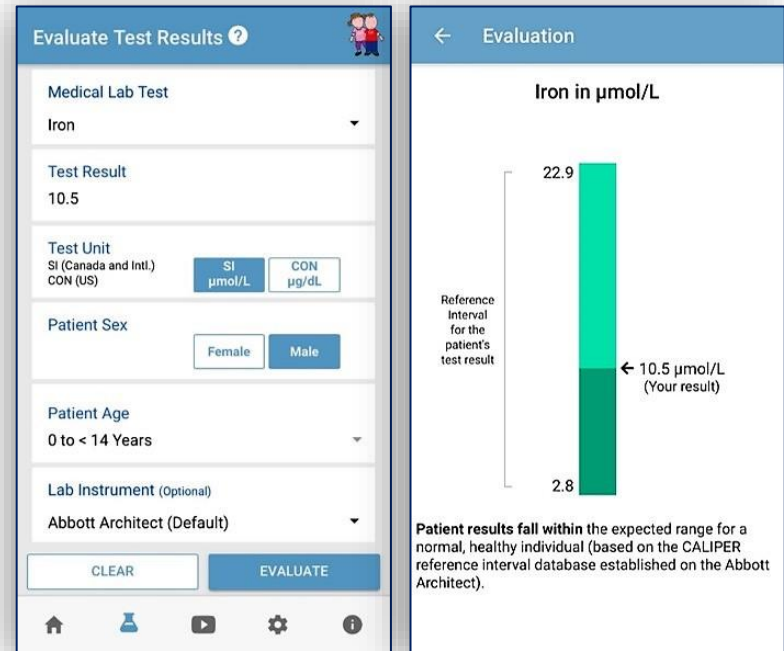 Evaluate Test Results ?
Medical Lab Test
Iron
Test Result
10.5
Test Unit
SI (Canada and Intl.)
CON (US)
SI
µmol/L
CON
µg/dL
Patient Sex
Female
Male
Patient Age
0 to < 14 Years
Lab Instrument (Optional)
Abbott Architect (Default)
CLEAR
EVALUATE
← Evaluation
Iron in µmol/L
22.9
Reference
Interval
for the
patient's
test result
← 10.5 µmol/L
(Your result)
2.8
Patient results fall within the expected range for a
normal, healthy individual (based on the CALIPER
reference interval database established on the Abbott
Architect).